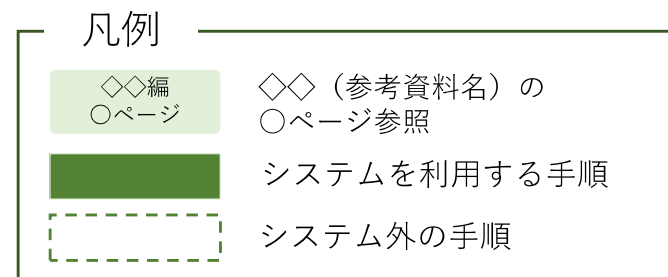 凡例
◇◇編
○ページ
◇◇（参考資料名）の
○ページ参照
システムを利用する手順
システム外の手順